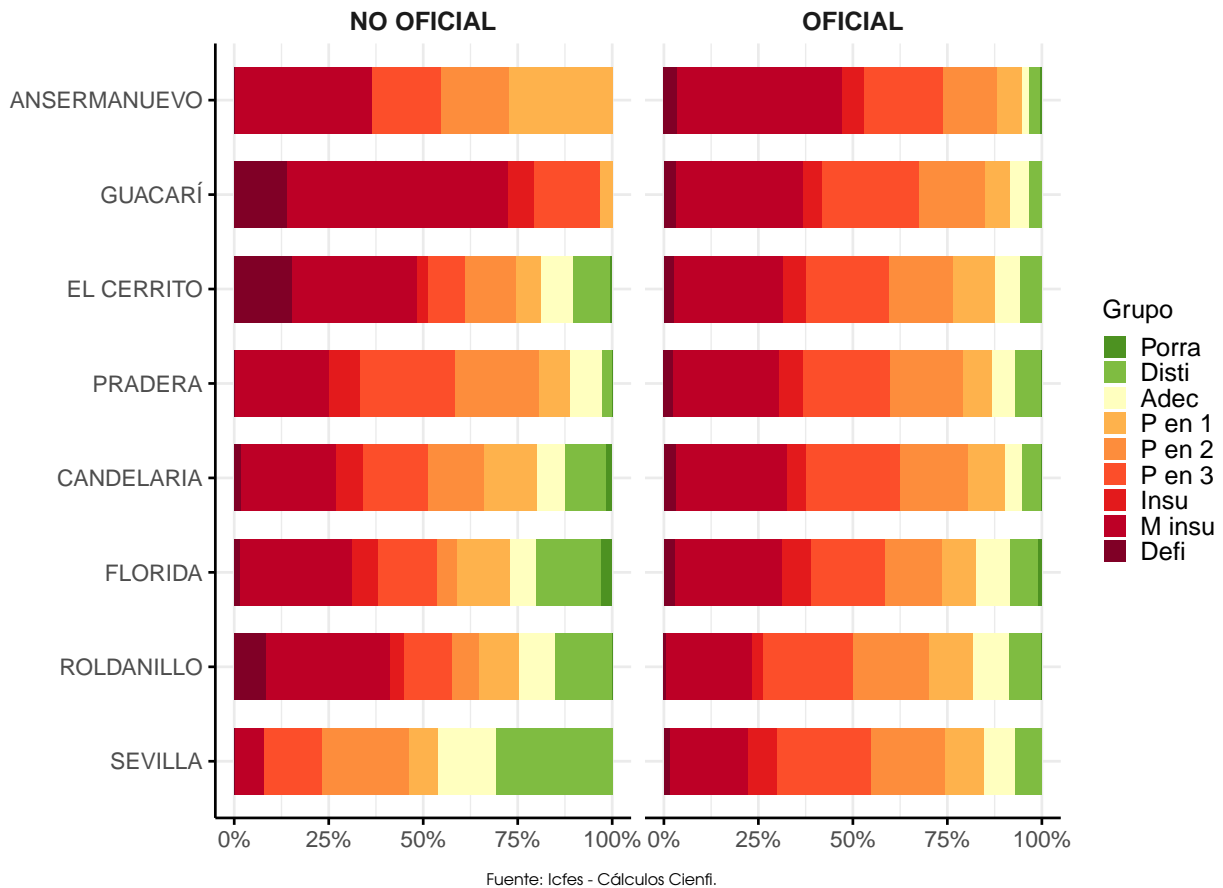 NO OFICIAL
OFICIAL
ANSERMANUEVO
GUACARÍ
EL CERRITO
PRADERA
CANDELARIA
FLORIDA
ROLDANILLO
SEVILLA
0% 25% 50% 75% 100%
0% 25% 50% 75% 100%
Grupo
Porra
Disti
Adec
P en 1
P en 2
P en 3
Insu
M insu
Defi
Fuente: Icfes - Cálculos Cienfi.